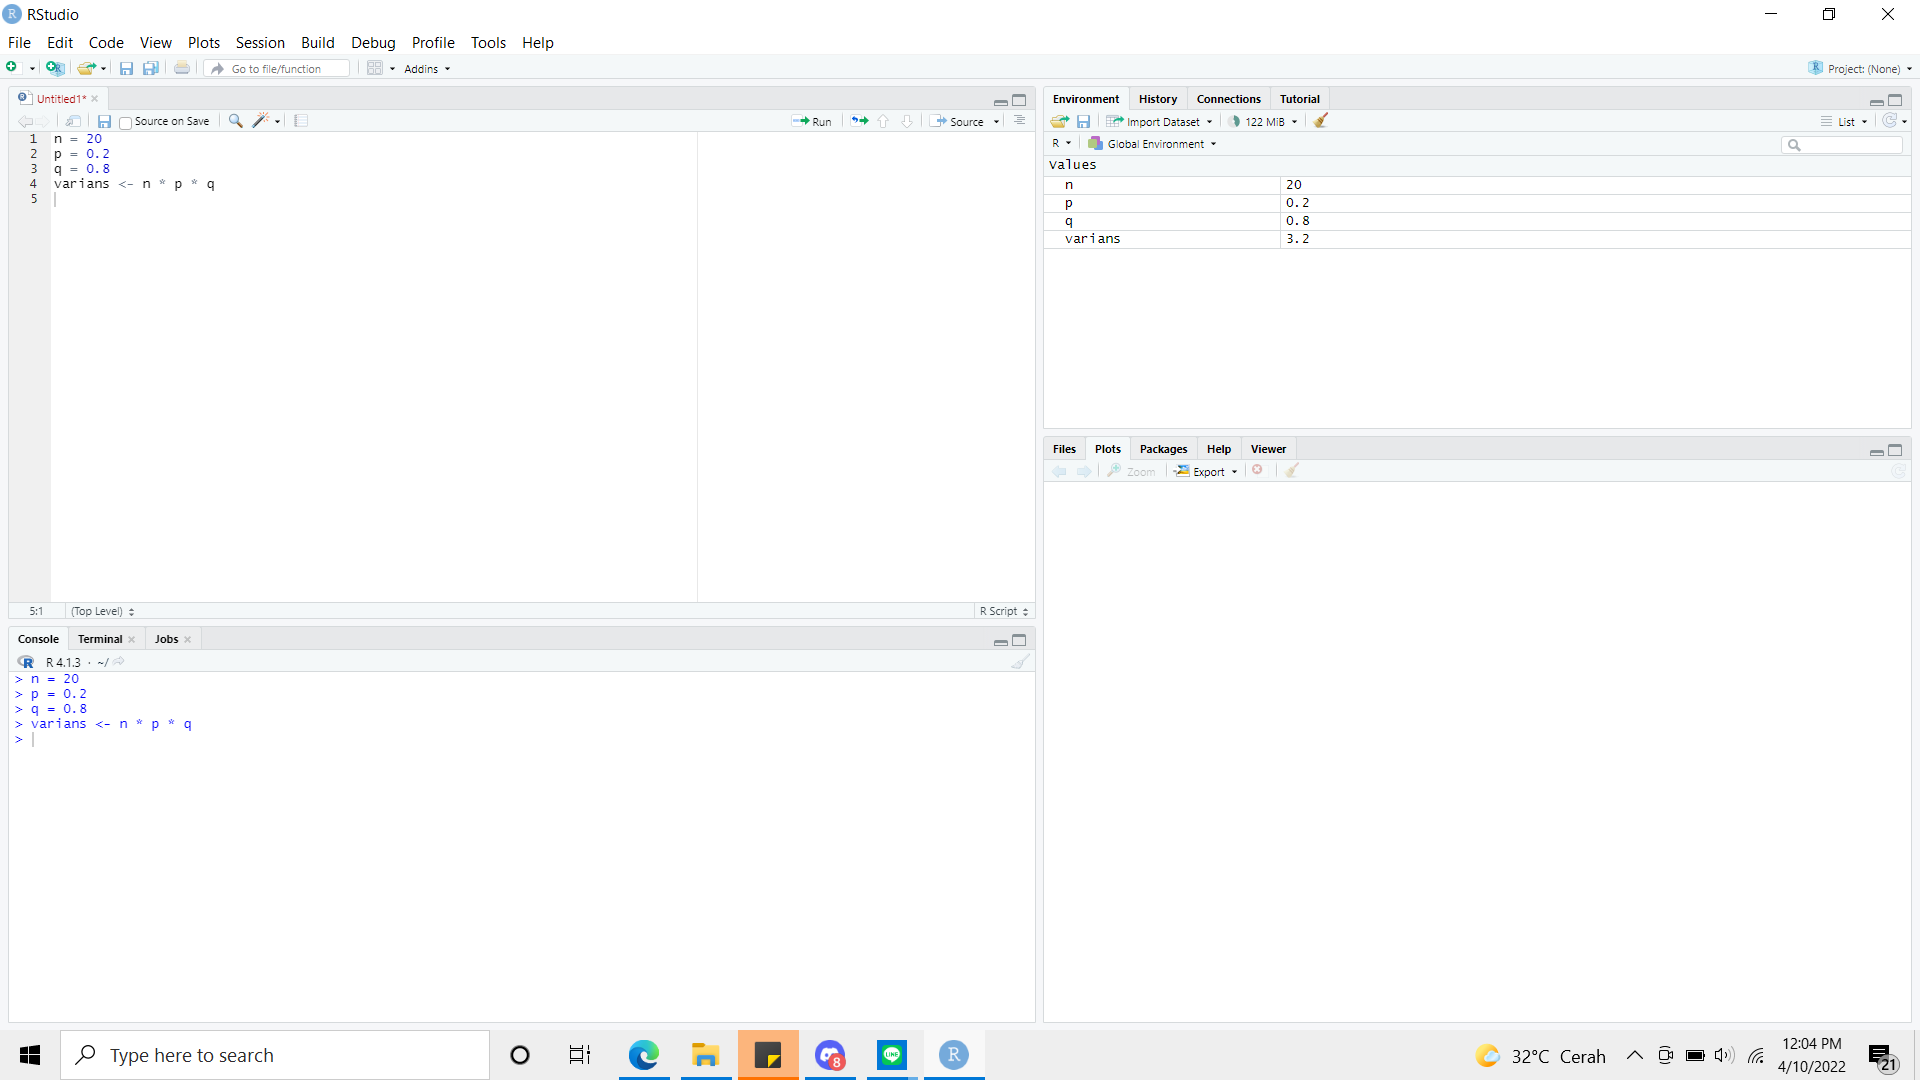 RStudio
File Edit Code View Plots Session Build Debug Profile Tools Help
Go to file/function Addins Project: (None)
Untitled1*
Source on Save Run Source
1 n = 20
2 p = 0.2
3 q = 0.8
4 varians <- n * p * q
5
5:1 (Top Level) R Script
Console Terminal Jobs
R 4.1.3 · ~/
> n = 20
> p = 0.2
> q = 0.8
> varians <- n * p * q
>
Environment History Connections Tutorial
Import Dataset 122 MiB List
R Global Environment
Values
n 20
p 0.2
q 0.8
varians 3.2
Files Plots Packages Help Viewer
Zoom Export
Type here to search
8
R
32°C Cerah
12:04 PM
4/10/2022
21